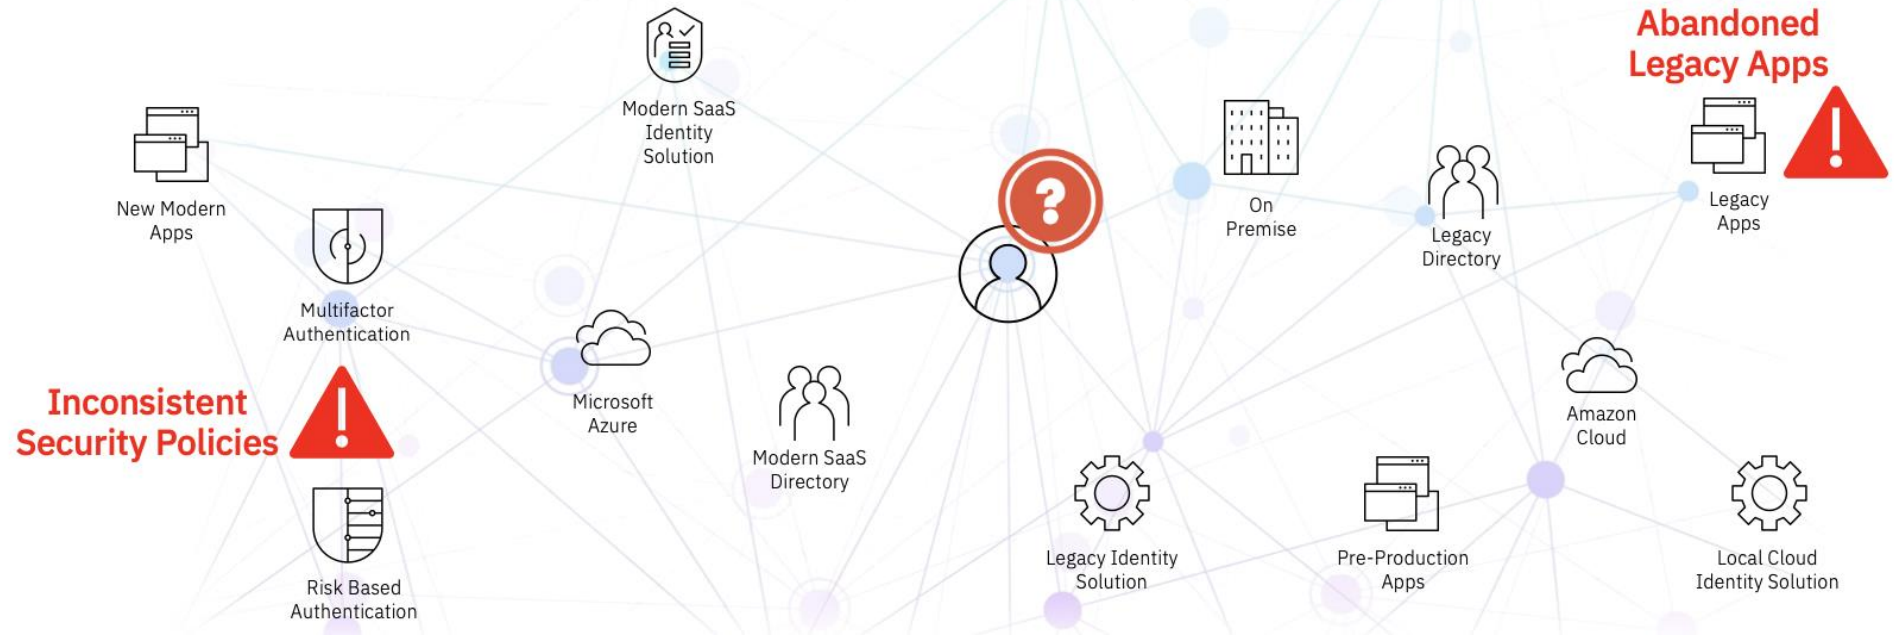 Abandoned
Legacy Apps
Modern SaaS
Identity
Solution
New Modern
Apps
On
Premise
Legacy
Directory
Legacy
Apps
Multifactor
Authentication
Inconsistent
Security Policies
Microsoft
Azure
Modern SaaS
Directory
Amazon
Cloud
Risk Based
Authentication
Legacy Identity
Solution
Pre-Production
Apps
Local Cloud
Identity Solution